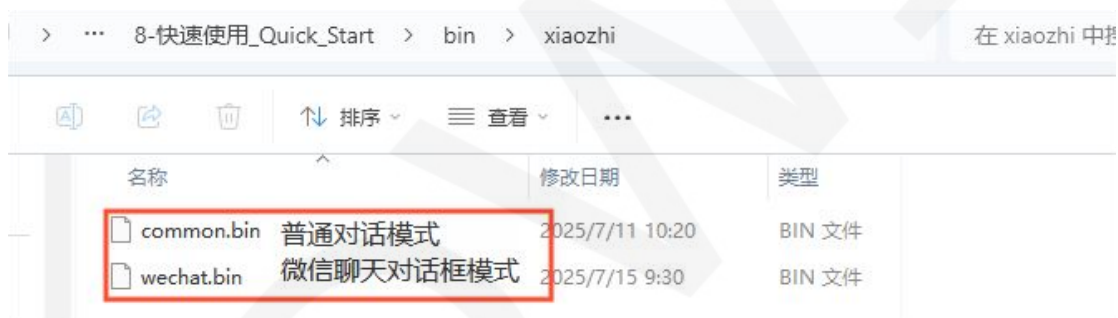 > ··· 8-快速使用_Quick_Start > bin > xiaozhi 在 xiaozhi 中搜
排序 查看 ···
名称 修改日期 类型
common.bin 普通对话模式 2025/7/11 10:20 BIN 文件
wechat.bin 微信聊天对话框模式 2025/7/15 9:30 BIN 文件